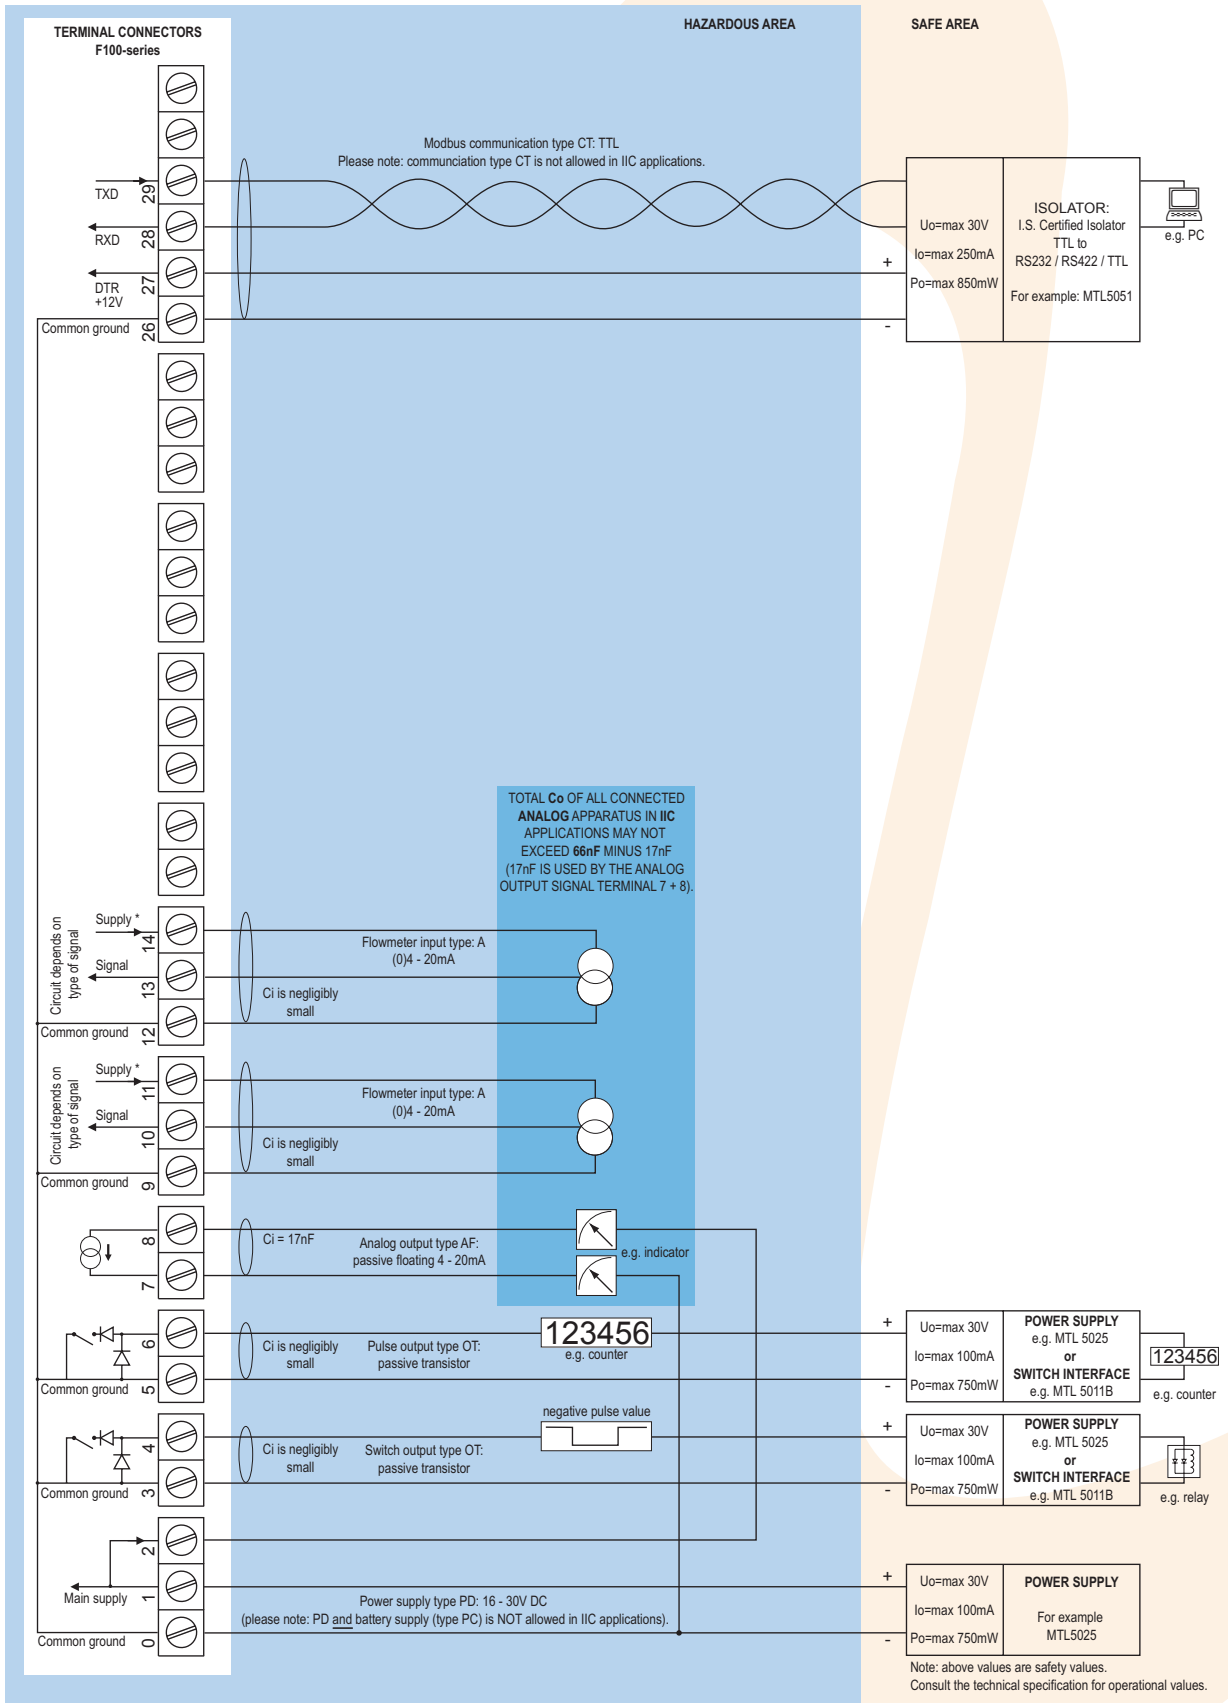 TERMINAL CONNECTORS
F100-series
HAZARDOUS AREA
SAFE AREA
Modbus communication type CT: TTL
Please note: communciation type CT is not allowed in IIC applications.
TXD
29
RXD
28
DTR
+12V
27
Common ground
26
+
-
Uo=max 30V
Io=max 250mA
Po=max 850mW
ISOLATOR:
I.S. Certified Isolator
TTL to
RS232 / RS422 / TTL
For example: MTL5051
e.g. PC
TOTAL Co OF ALL CONNECTED
ANALOG APPARATUS IN IIC
APPLICATIONS MAY NOT
EXCEED 66nF MINUS 17nF
(17nF IS USED BY THE ANALOG
OUTPUT SIGNAL TERMINAL 7 + 8).
Circuit depends on
type of signal
Supply *
14
Signal
13
Common ground
12
Flowmeter input type: A
(0)4 - 20mA
Ci is negligibly
small
Circuit depends on
type of signal
Supply *
11
Signal
10
Common ground
9
Flowmeter input type: A
(0)4 - 20mA
Ci is negligibly
small
8
7
Ci = 17nF
Analog output type AF:
passive floating 4 - 20mA
e.g. indicator
6
Common ground
5
Ci is negligibly
small
Pulse output type OT:
passive transistor
123456
e.g. counter
+
-
Uo=max 30V
Io=max 100mA
Po=max 750mW
POWER SUPPLY
e.g. MTL 5025
or
SWITCH INTERFACE
e.g. MTL 5011B
123456
e.g. counter
4
Common ground
3
Ci is negligibly
small
Switch output type OT:
passive transistor
negative pulse value
+
-
Uo=max 30V
Io=max 100mA
Po=max 750mW
POWER SUPPLY
e.g. MTL 5025
or
SWITCH INTERFACE
e.g. MTL 5011B
e.g. relay
2
Main supply
1
Common ground
0
Power supply type PD: 16 - 30V DC
(please note: PD and battery supply (type PC) is NOT allowed in IIC applications).
+
-
Uo=max 30V
Io=max 100mA
Po=max 750mW
POWER SUPPLY
For example
MTL5025
Note: above values are safety values.
Consult the technical specification for operational values.